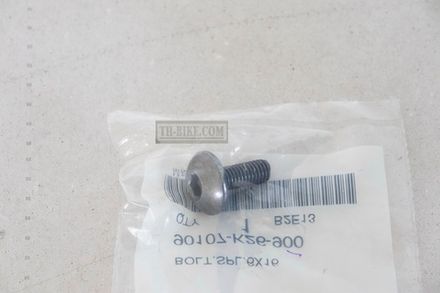 TH-BIKE.COM
QTY 1 B2E13
90107-K26-900
BOLT.SPL.6X16